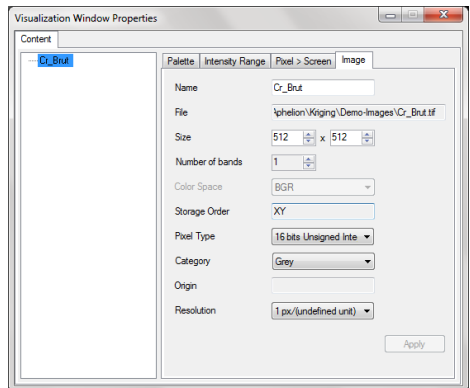 Visualization Window Properties
Content
Cr_Brut
Palette Intensity Range Pixel > Screen Image
Name Cr_Brut
File \phelion\Kriging\Demo-Images\Cr_Brut.tif
Size 512 x 512
Number of bands 1
Color Space BGR
Storage Order XY
Pixel Type 16 bits Unsigned Inte
Category Grey
Origin
Resolution 1 px/(undefined unit)
Apply